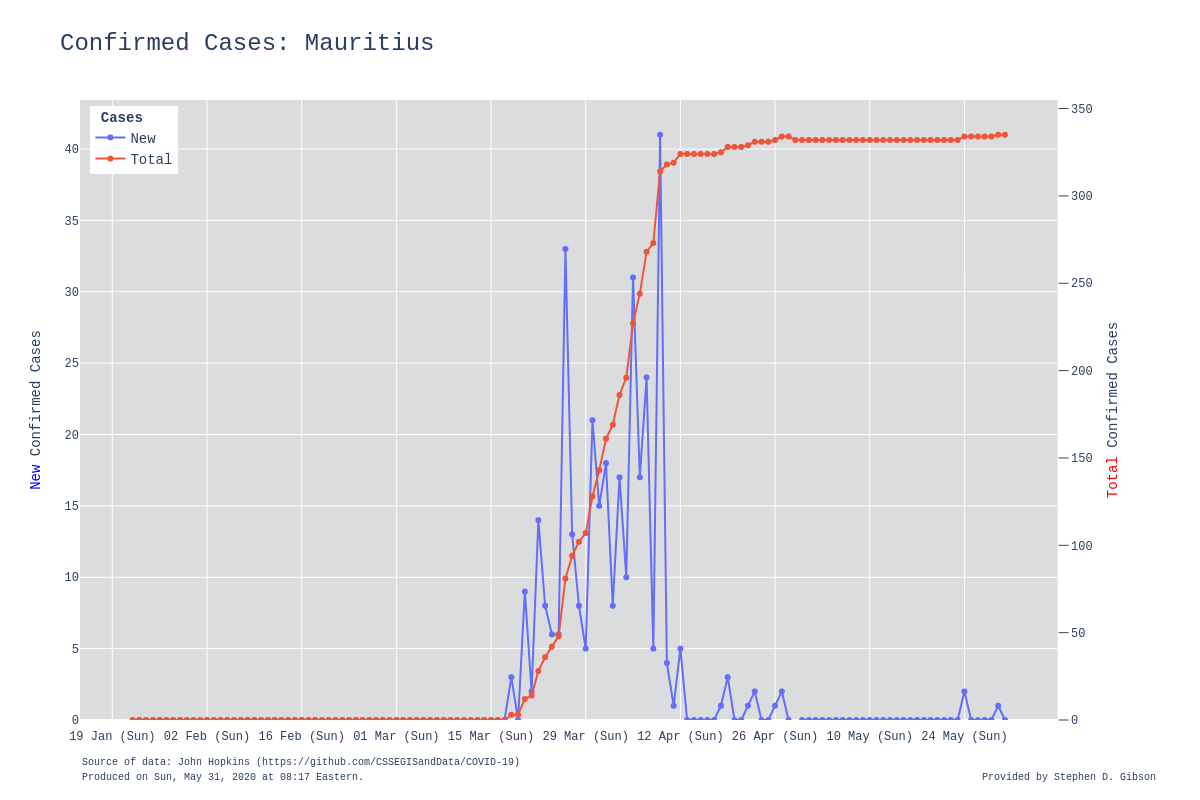 Confirmed Cases: Mauritius
Cases
New
Total
40
35
30
25
20
15
10
5
0
350
300
250
200
150
100
50
0
New Confirmed Cases
Total Confirmed Cases
19 Jan (Sun) 02 Feb (Sun) 16 Feb (Sun) 01 Mar (Sun) 15 Mar (Sun) 29 Mar (Sun) 12 Apr (Sun) 26 Apr (Sun) 10 May (Sun) 24 May (Sun)
Source of data: John Hopkins (https://github.com/CSSEGISandData/COVID-19)
Produced on Sun, May 31, 2020 at 08:17 Eastern.
Provided by Stephen D. Gibson